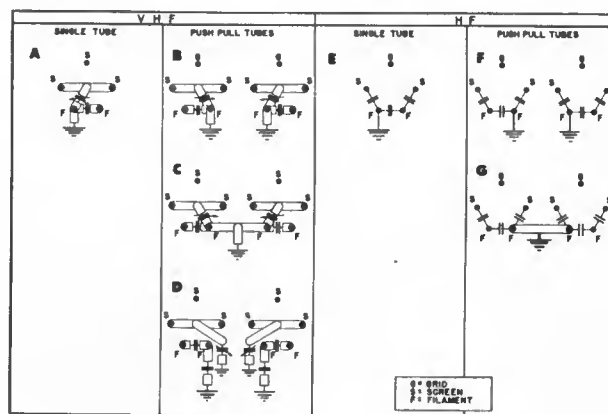 V H F
H F
SINGLE TUBE
PUSH PULL TUBES
SINGLE TUBE
PUSH PULL TUBES
A
S
S S
F F
B
G G
S S S S
F F F F
C
S S
S S S S
F F F F
D
S S
S S S S
F F
E
G
S S
F F
F
G G
S S S S
F F F F
G
G G
S S S S
F F F F
G = GRID
S = SCREEN
F = FILAMENT